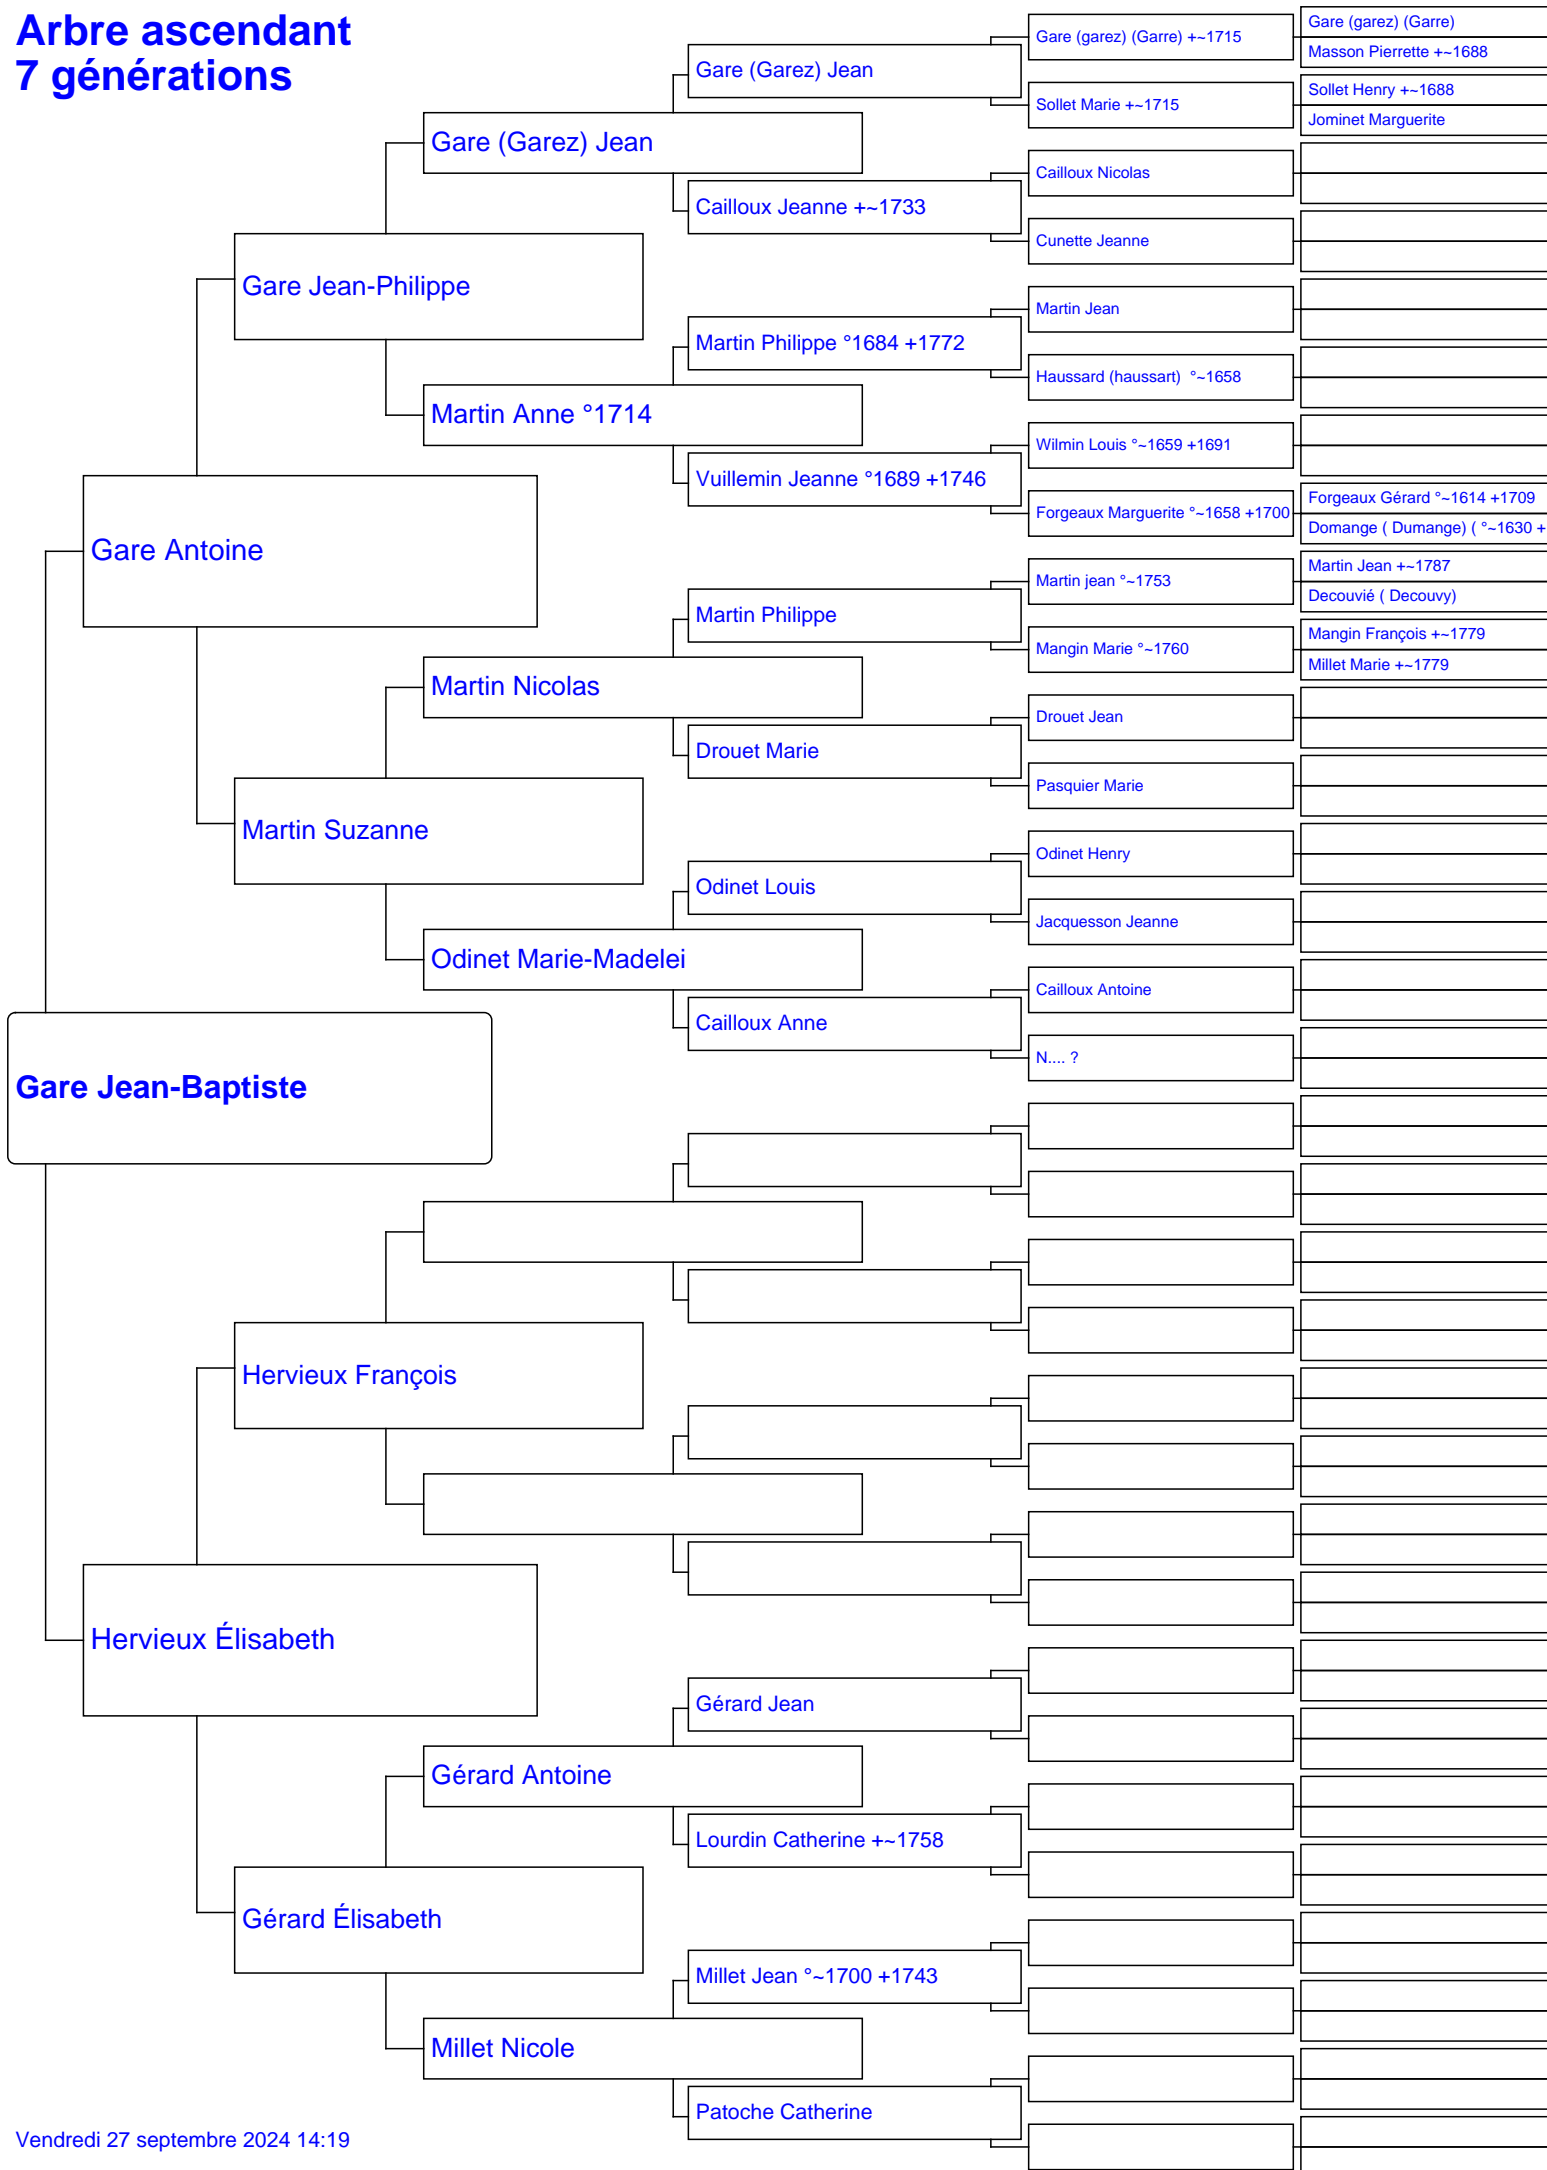 Arbre ascendant
7 générations
Gare (garez) (Garre)
Masson Pierrette +~1688
Gare (garez) (Garre) +~1715
Gare (Garez) Jean
Sollet Henry +~1688
Sollet Marie +~1715
Jominet Marguerite
Gare (Garez) Jean
Cailloux Nicolas
Cailloux Jeanne +~1733
Cunette Jeanne
Gare Jean-Philippe
Martin Jean
Martin Philippe °1684 +1772
Haussard (haussart)  °~1658
Martin Anne °1714
Wilmin Louis °~1659 +1691
Vuillemin Jeanne °1689 +1746
Forgeaux Gérard °~1614 +1709
Forgeaux Marguerite °~1658 +1700
Domange ( Dumange) ( °~1630 +
Gare Antoine
Martin Jean +~1787
Martin jean °~1753
Decouvié ( Decouvy)
Martin Philippe
Mangin François +~1779
Mangin Marie °~1760
Millet Marie +~1779
Martin Nicolas
Drouet Jean
Drouet Marie
Pasquier Marie
Martin Suzanne
Odinet Henry
Odinet Louis
Jacquesson Jeanne
Odinet Marie-Madelei
Cailloux Antoine
Cailloux Anne
N.... ?
Gare Jean-Baptiste
Hervieux François
Hervieux Élisabeth
Gérard Jean
Gérard Antoine
Lourdin Catherine +~1758
Gérard Élisabeth
Millet Jean °~1700 +1743
Millet Nicole
Patoche Catherine
Vendredi 27 septembre 2024 14:19